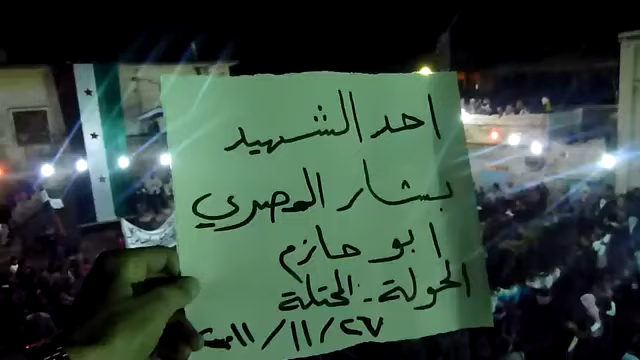 احد الشهيد
بشار المصري
ابو حازم
الحولة - المحتلة
٢٠١١/١١/٢٧